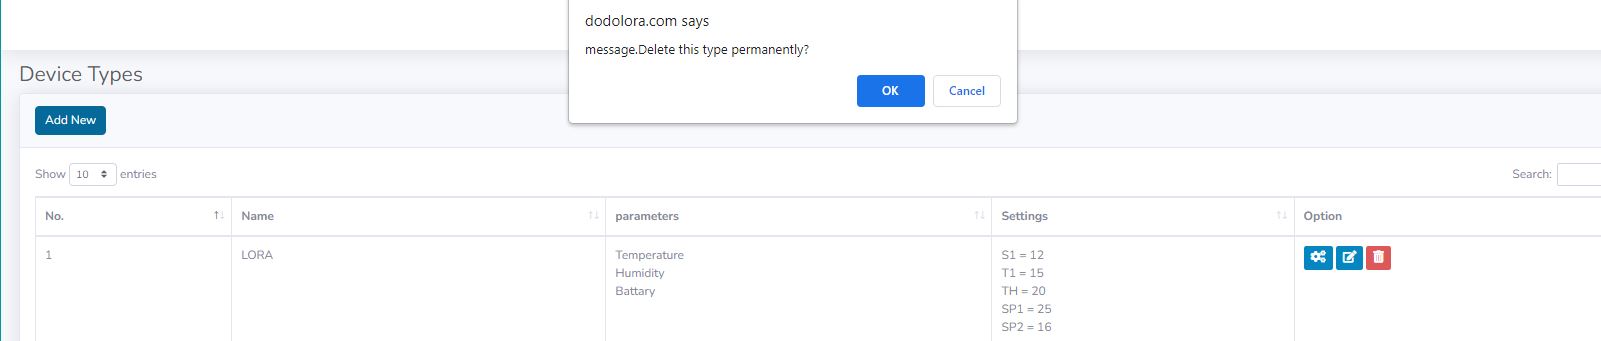 dodolora.com says
message.Delete this type permanently?
OK Cancel
Device Types
Add New
Show 10 entries Search:
No. Name parameters Settings Option
1 LORA Temperature S1 = 12
Humidity T1 = 15
Battary TH = 20
SP1 = 25
SP2 = 16